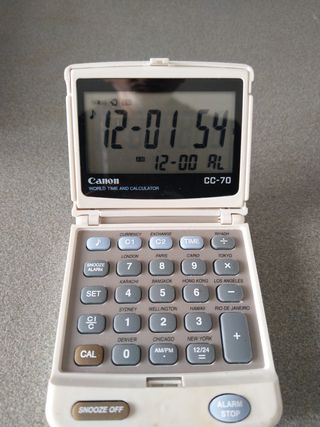 12-01 54
12-00 AL
Canon CC-70
WORLD TIME AND CALCULATOR
CURRENCY EXCHANGE RIYADH
♪ C1 C2 TIME ÷
LONDON PARIS CAIRO TOKYO
SNOOZE ALARM 7 8 9 ×
KARACHI BANGKOK HONG KONG LOS ANGELES
SET 4 5 6 −
SYDNEY WELLINGTON HAWAII RIO DE JANEIRO
CI/C 1 2 3 +
DENVER CHICAGO NEW YORK
CAL 0 AM/PM • 12/24 =
SNOOZE OFF ALARM STOP